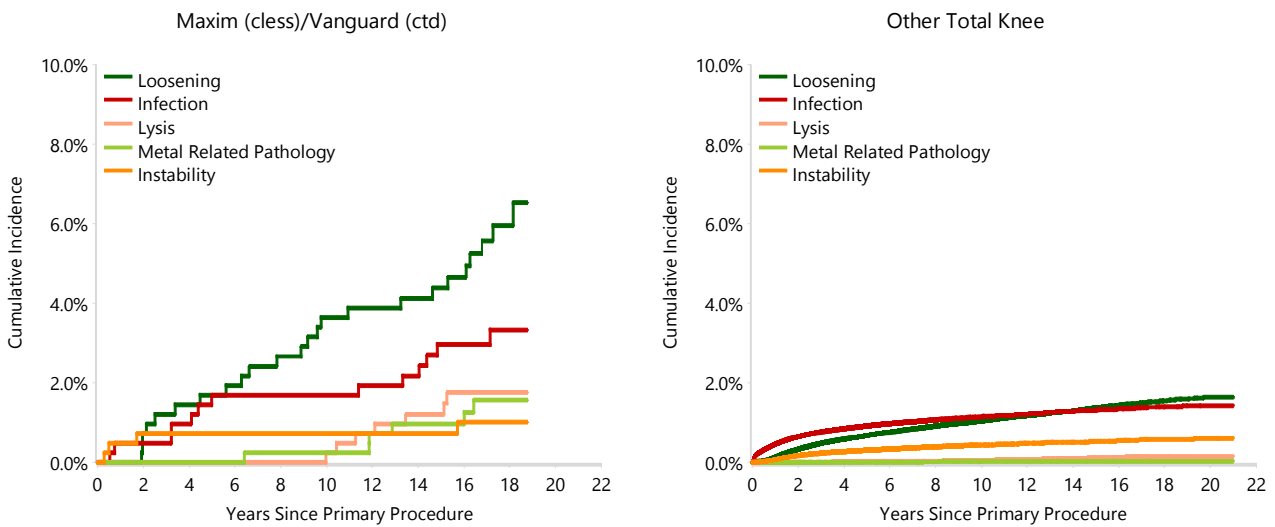 Maxim (cless)/Vanguard (ctd)
10.0%
8.0%
6.0%
4.0%
2.0%
0.0%
Cumulative Incidence
Loosening
Infection
Lysis
Metal Related Pathology
Instability
0 2 4 6 8 10 12 14 16 18 20 22
Years Since Primary Procedure
Other Total Knee
10.0%
8.0%
6.0%
4.0%
2.0%
0.0%
Cumulative Incidence
Loosening
Infection
Lysis
Metal Related Pathology
Instability
0 2 4 6 8 10 12 14 16 18 20 22
Years Since Primary Procedure